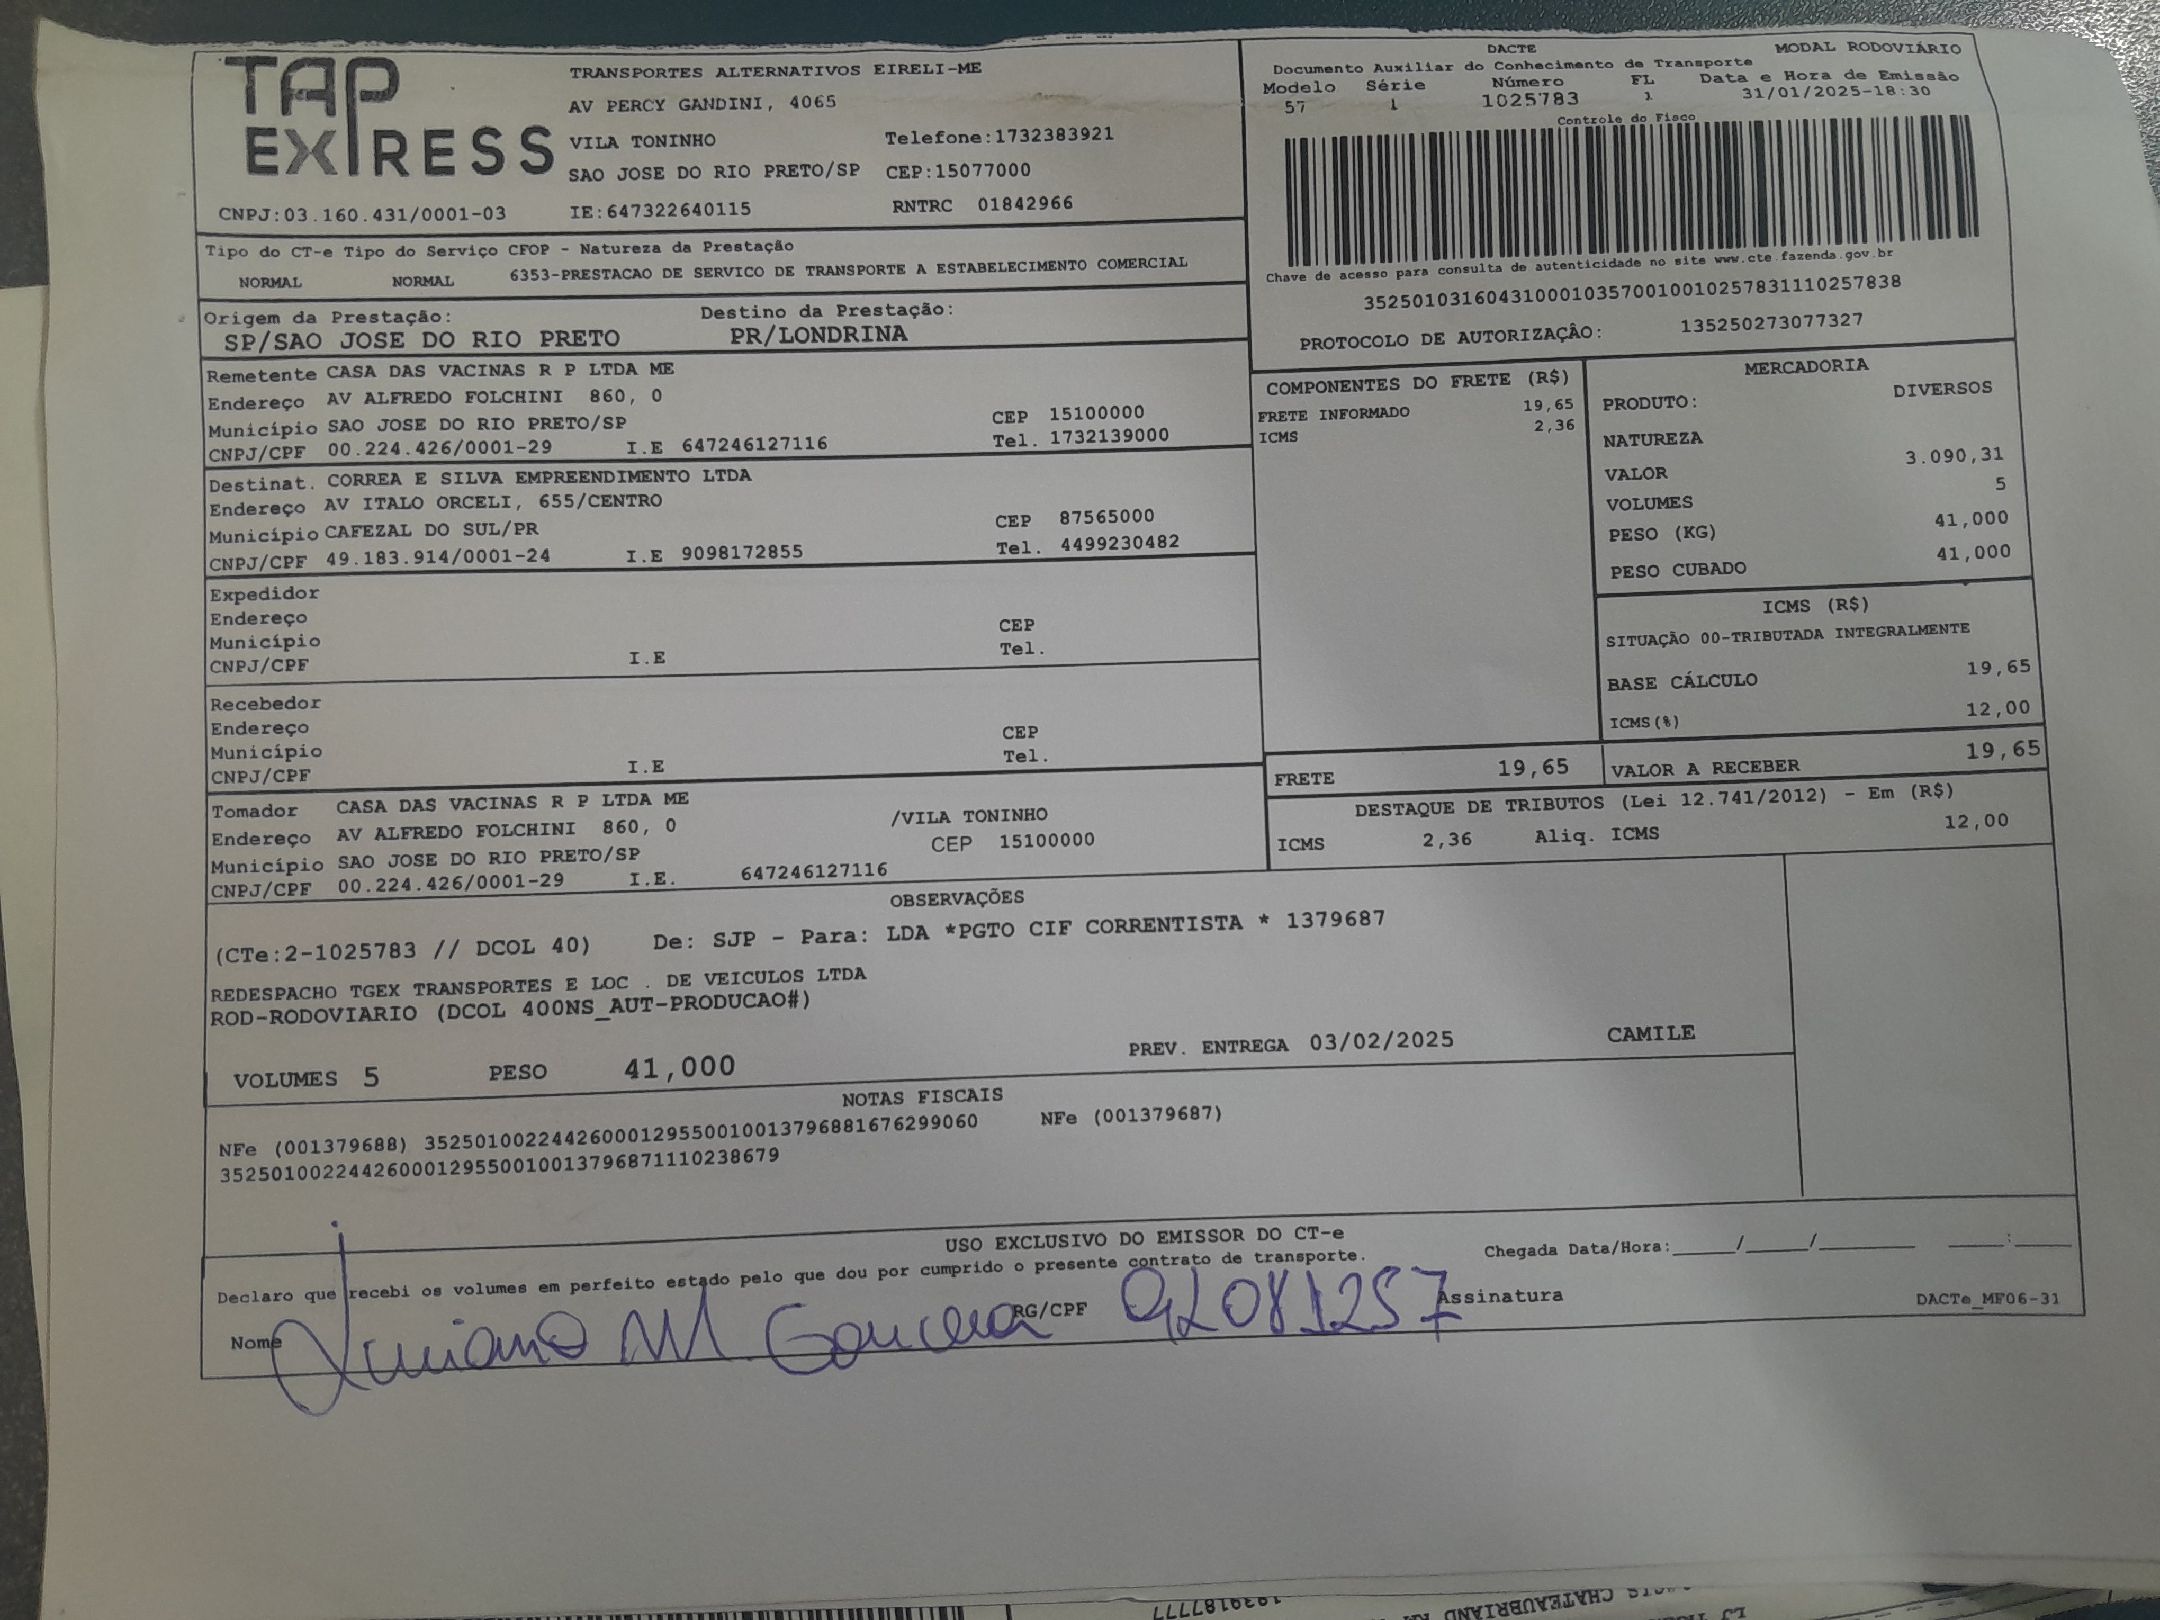 TAP EXPRESS
TRANSPORTES ALTERNATIVOS EIRELI-ME
AV PERCY GANDINI, 4065
VILA TONINHO Telefone:1732383921
SAO JOSE DO RIO PRETO/SP CEP:15077000
CNPJ:03.160.431/0001-03 IE:647322640115 RNTRC 01842966
DACTE MODAL RODOVIÁRIO
Documento Auxiliar do Conhecimento de Transporte
Modelo Série Número FL Data e Hora de Emissão
57 1 1025783 1 31/01/2025-18:30
Controle do Fisco
Chave de acesso para consulta de autenticidade no site www.cte.fazenda.gov.br
35250103160431000103570010010257831110257838
PROTOCOLO DE AUTORIZAÇÂO: 135250273077327
Tipo do CT-e Tipo do Serviço CFOP - Natureza da Prestação
NORMAL NORMAL 6353-PRESTACAO DE SERVICO DE TRANSPORTE A ESTABELECIMENTO COMERCIAL
Origem da Prestação: Destino da Prestação:
SP/SAO JOSE DO RIO PRETO PR/LONDRINA
Remetente CASA DAS VACINAS R P LTDA ME
Endereço AV ALFREDO FOLCHINI 860, 0
Município SAO JOSE DO RIO PRETO/SP CEP 15100000
CNPJ/CPF 00.224.426/0001-29 I.E 647246127116 Tel. 1732139000
Destinat. CORREA E SILVA EMPREENDIMENTO LTDA
Endereço AV ITALO ORCELI, 655/CENTRO
Município CAFEZAL DO SUL/PR CEP 87565000
CNPJ/CPF 49.183.914/0001-24 I.E 9098172855 Tel. 4499230482
Expedidor
Endereço
Município CEP
CNPJ/CPF I.E Tel.
Recebedor
Endereço
Município CEP
CNPJ/CPF I.E Tel.
Tomador CASA DAS VACINAS R P LTDA ME
Endereço AV ALFREDO FOLCHINI 860, 0 /VILA TONINHO
Município SAO JOSE DO RIO PRETO/SP CEP 15100000
CNPJ/CPF 00.224.426/0001-29 I.E. 647246127116
COMPONENTES DO FRETE (R$)
FRETE INFORMADO 19,65
ICMS 2,36
MERCADORIA
PRODUTO: DIVERSOS
NATUREZA
VALOR 3.090,31
VOLUMES 5
PESO (KG) 41,000
PESO CUBADO 41,000
ICMS (R$)
SITUAÇÃO 00-TRIBUTADA INTEGRALMENTE
BASE CÁLCULO 19,65
ICMS(%) 12,00
FRETE 19,65 VALOR A RECEBER 19,65
DESTAQUE DE TRIBUTOS (Lei 12.741/2012) - Em (R$)
ICMS 2,36 Aliq. ICMS 12,00
OBSERVAÇÕES
(CTe:2-1025783 // DCOL 40) De: SJP - Para: LDA *PGTO CIF CORRENTISTA * 1379687
REDESPACHO TGEX TRANSPORTES E LOC . DE VEICULOS LTDA
ROD-RODOVIARIO (DCOL 400NS_AUT-PRODUCAO#)
VOLUMES 5 PESO 41,000 PREV. ENTREGA 03/02/2025 CAMILE
NOTAS FISCAIS
NFe (001379688) 35250100224426000129550010013796881676299060 NFe (001379687)
35250100224426000129550010013796871110238679
USO EXCLUSIVO DO EMISSOR DO CT-e
Declaro que recebi os volumes em perfeito estado pelo que dou por cumprido o presente contrato de transporte. Chegada Data/Hora:_____/_____/________ ____:_____
Nome RG/CPF 92081257 Assinatura DACTe_MF06-31
1939187777
CHATEAUBRIAND